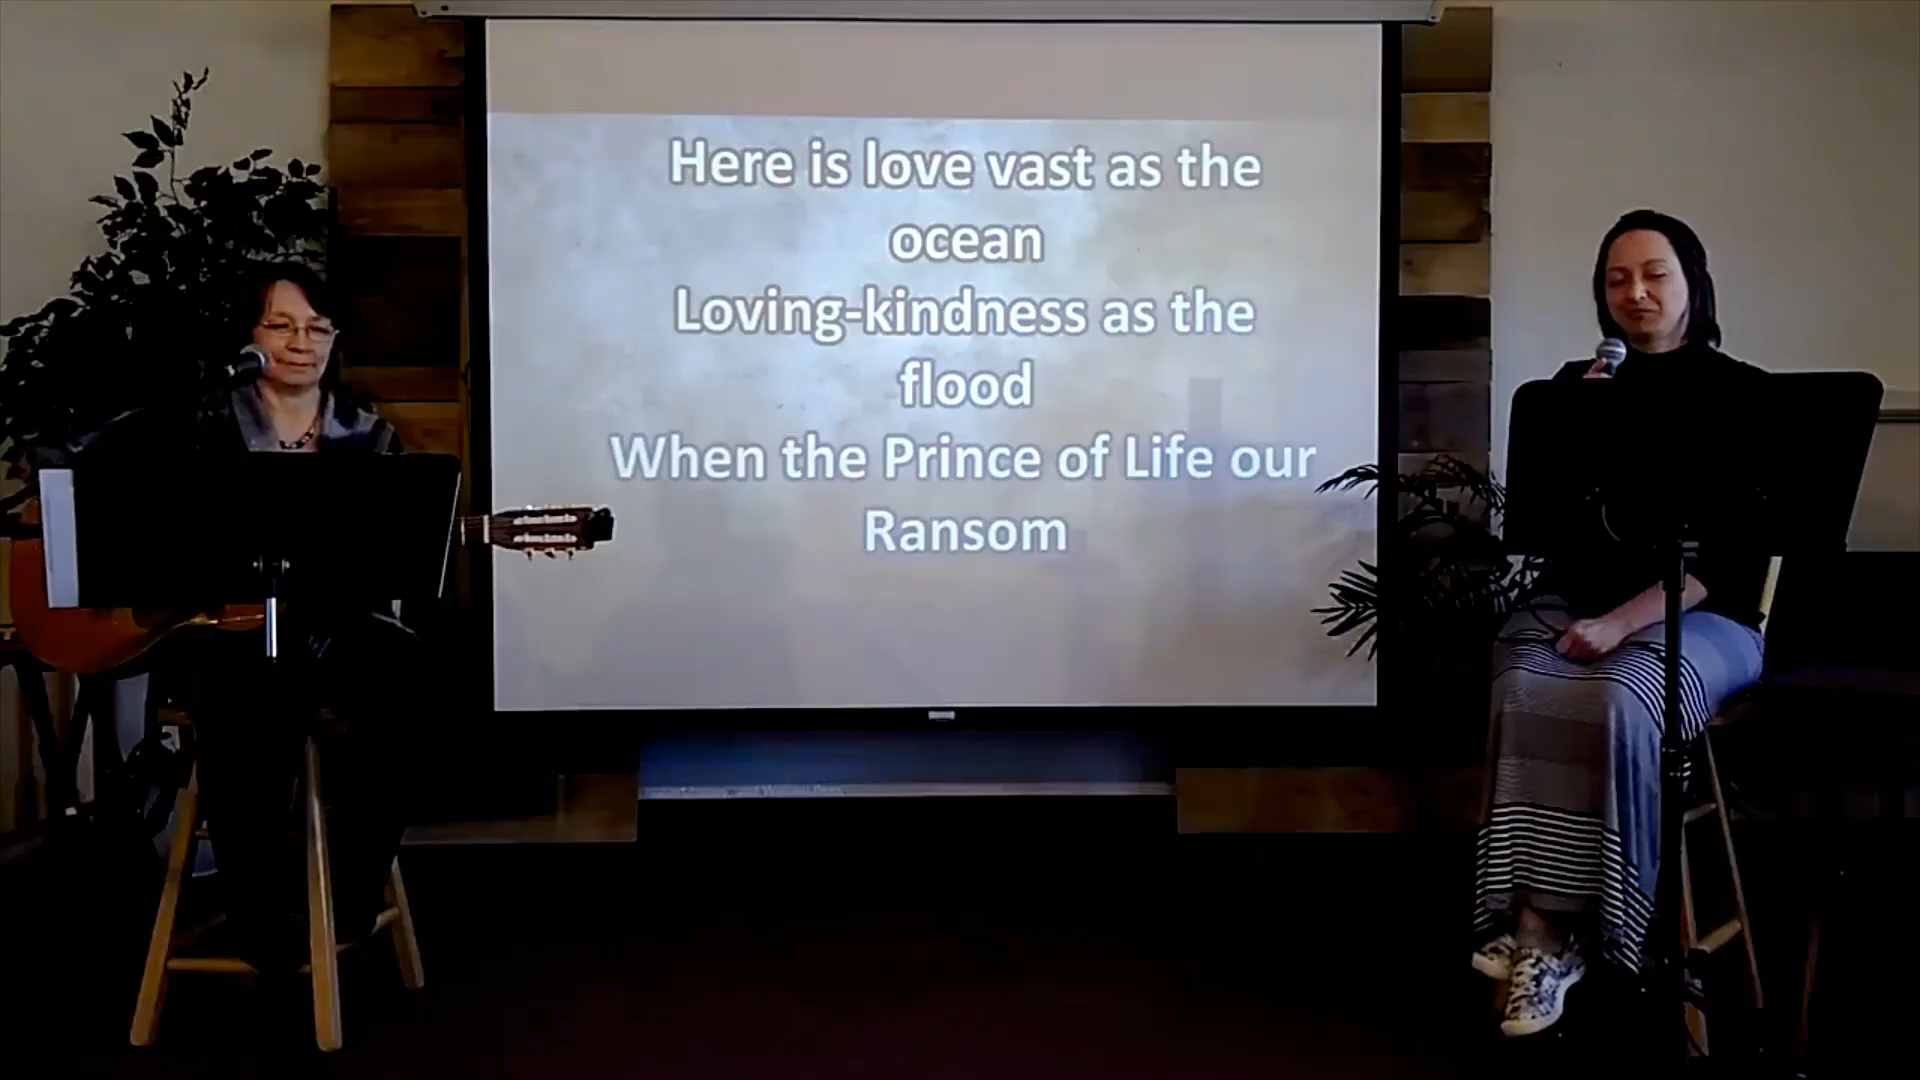 Here is love vast as the
ocean
Loving-kindness as the
flood
When the Prince of Life our
Ransom